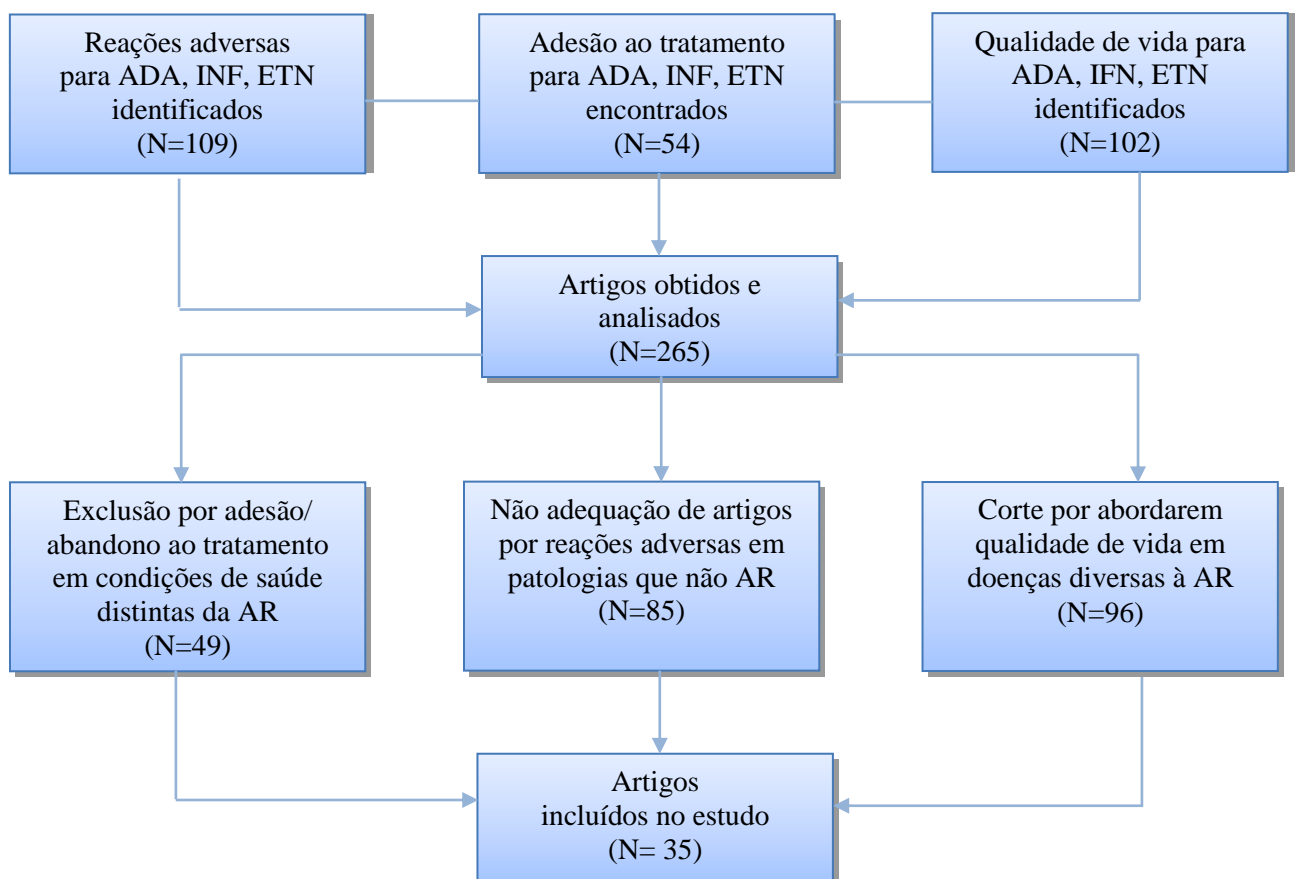 Reações adversas
para ADA, INF, ETN
identificados
(N=109)
Adesão ao tratamento
para ADA, INF, ETN
encontrados
(N=54)
Qualidade de vida para
ADA, IFN, ETN
identificados
(N=102)
Artigos obtidos e
analisados
(N=265)
Exclusão por adesão/
abandono ao tratamento
em condições de saúde
distintas da AR
(N=49)
Não adequação de artigos
por reações adversas em
patologias que não AR
(N=85)
Corte por abordarem
qualidade de vida em
doenças diversas à AR
(N=96)
Artigos
incluídos no estudo
(N= 35)